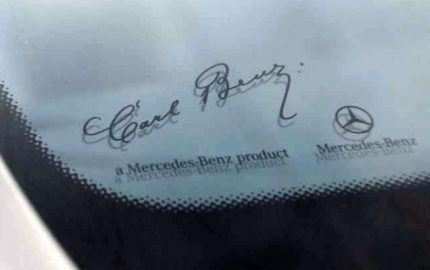 Carl Benz.
a Mercedes-Benz product
Mercedes-Benz